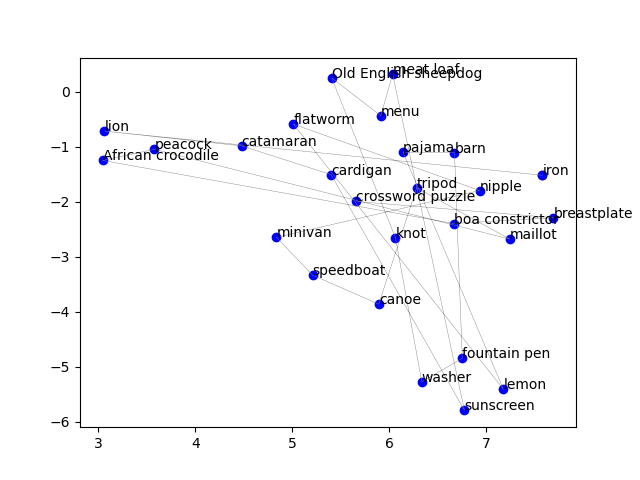 meat loaf
Old English sheepdog
menu
flatworm
lion
catamaran
peacock
African crocodile
pajama
barn
cardigan
iron
tripod
nipple
crossword puzzle
boa constrictor
breastplate
minivan
knot
maillot
speedboat
canoe
fountain pen
washer
lemon
sunscreen
0
−1
−2
−3
−4
−5
−6
3
4
5
6
7